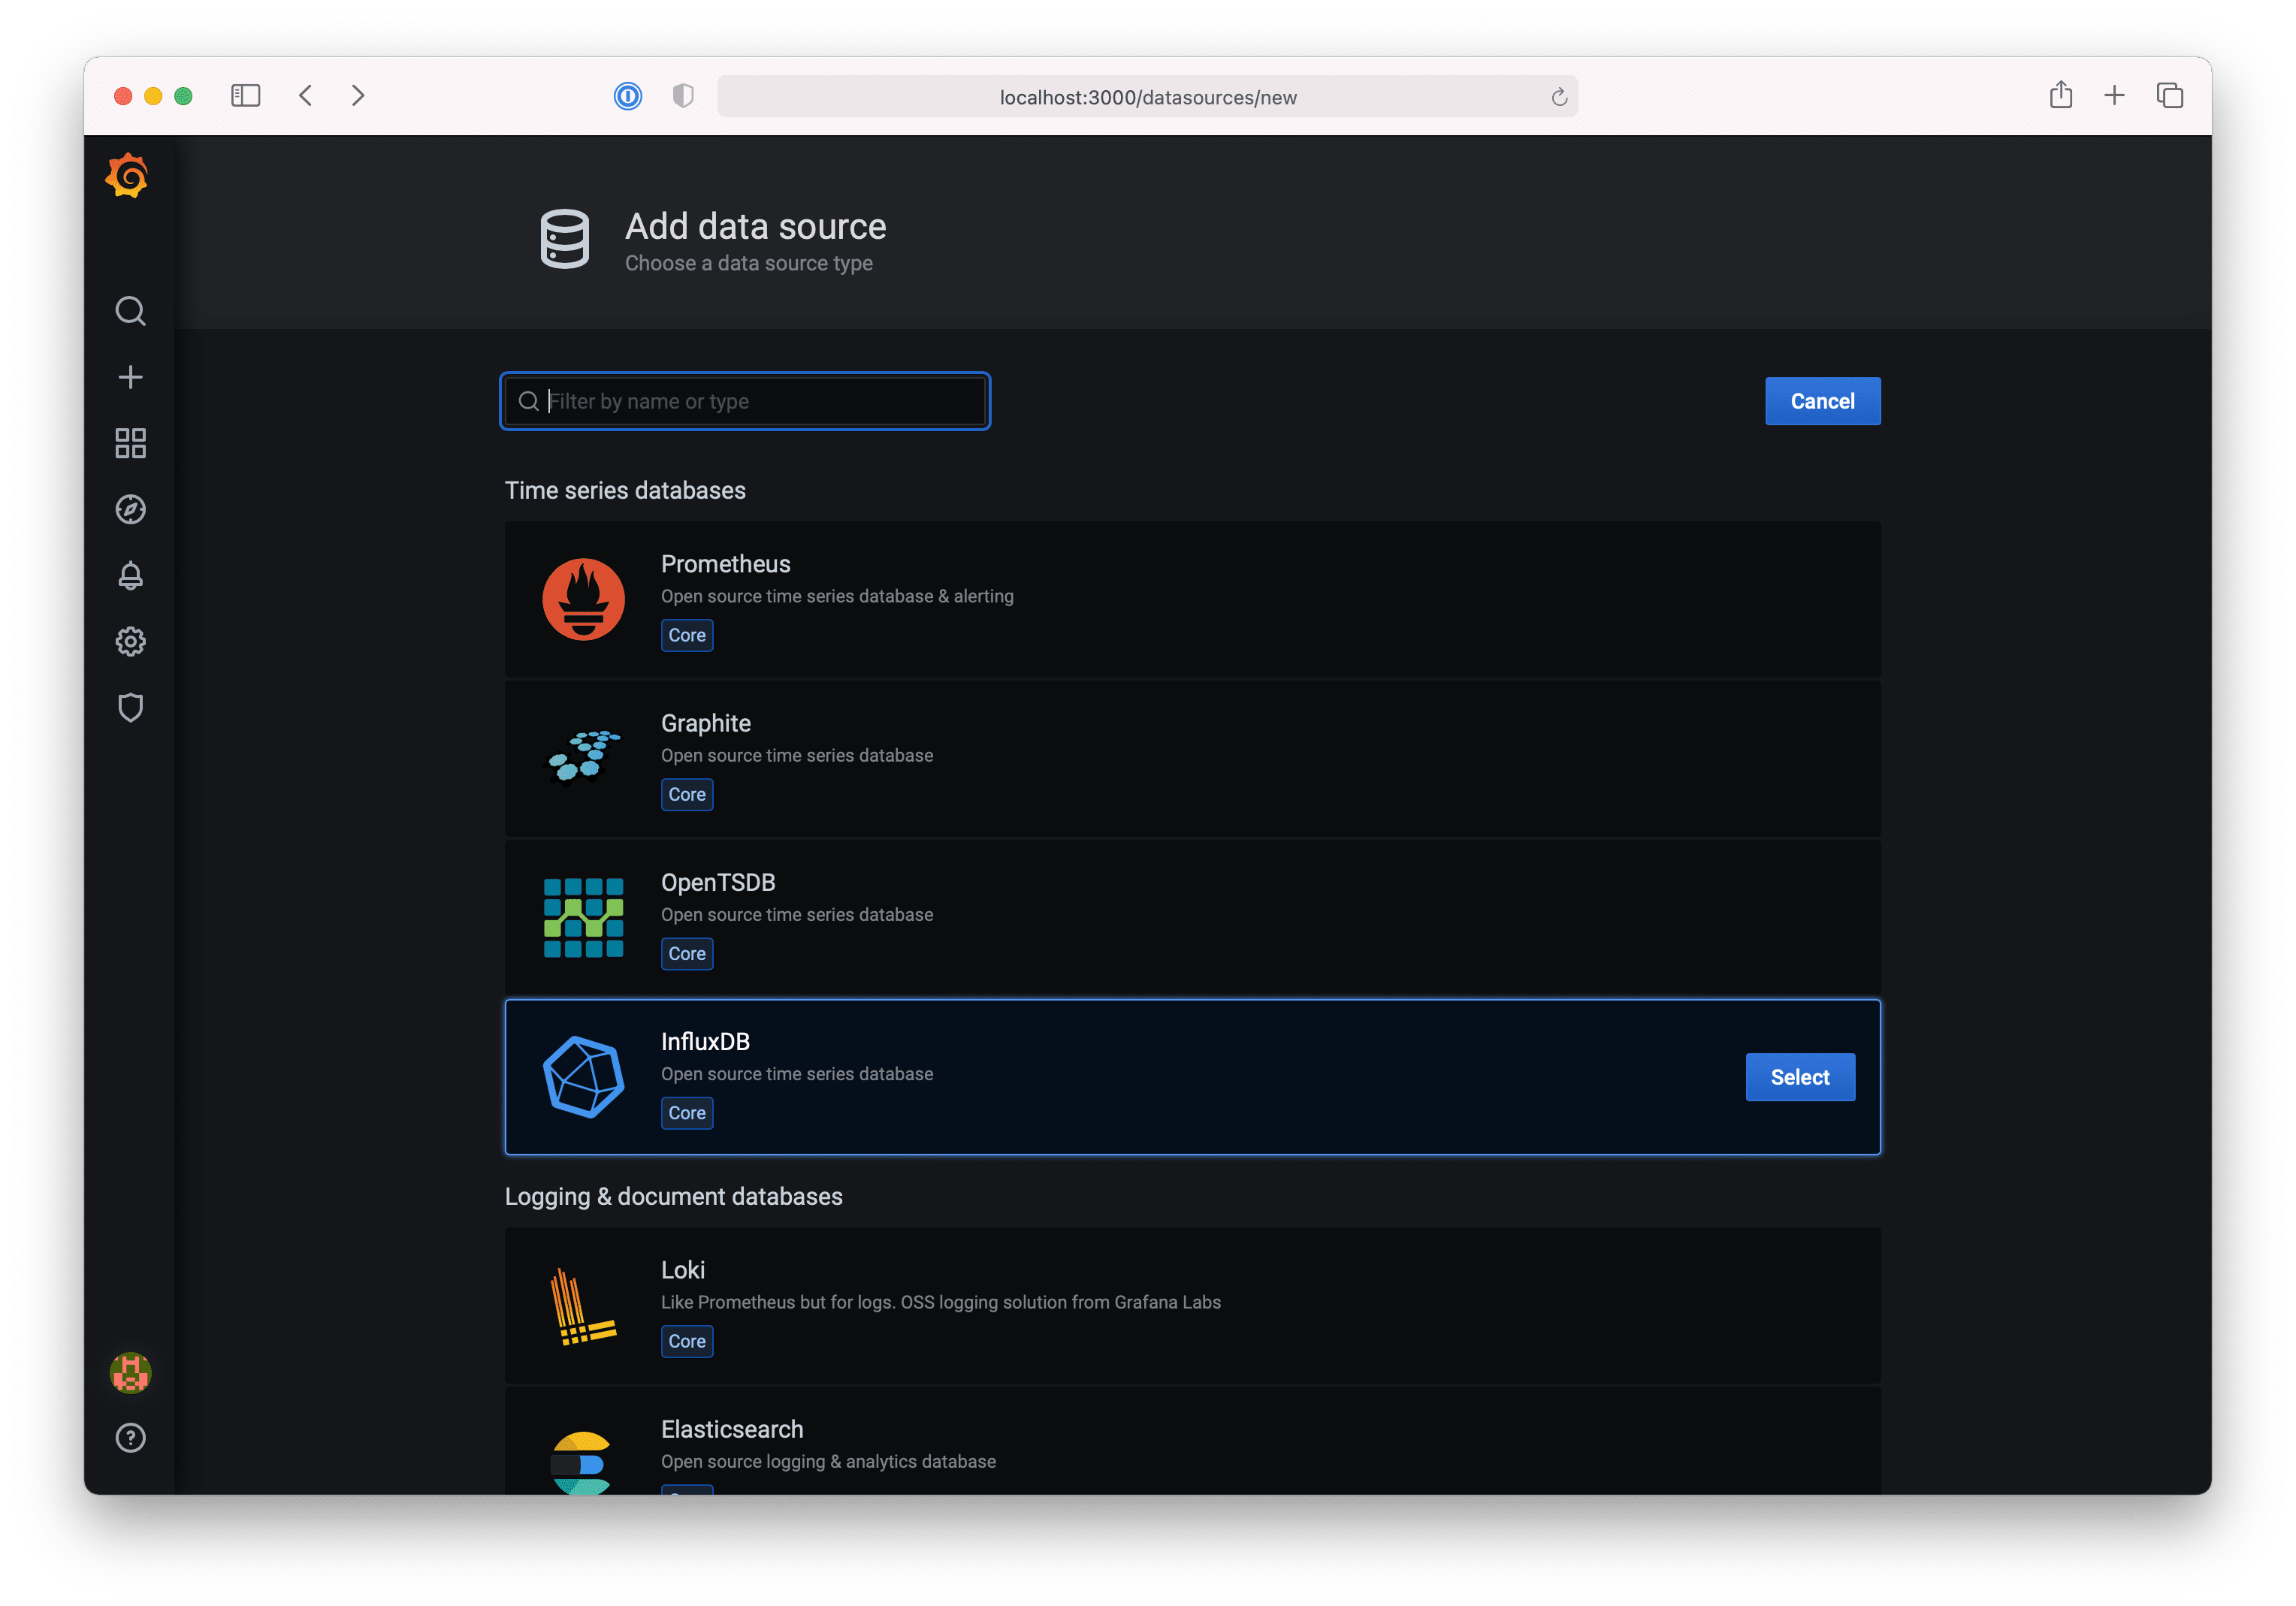 localhost:3000/datasources/new
Add data source
Choose a data source type
Filter by name or type
Cancel
Time series databases
Prometheus
Open source time series database & alerting
Core
Graphite
Open source time series database
Core
OpenTSDB
Open source time series database
Core
InfluxDB
Open source time series database
Core
Select
Logging & document databases
Loki
Like Prometheus but for logs. OSS logging solution from Grafana Labs
Core
Elasticsearch
Open source logging & analytics database